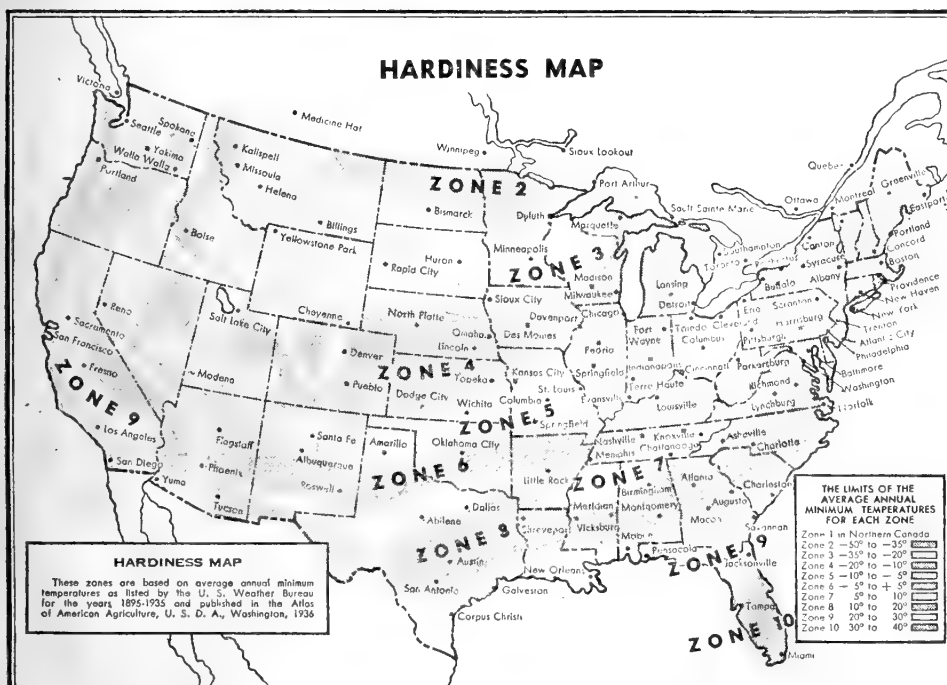 HARDINESS MAP
Victoria
Seattle
Spokane
Yakima
Walla Walla
Portland
Medicine Hat
Kalispell
Missoula
Helena
Billings
Boise
Yellowstone Park
Winnipeg
Sioux Lookout
ZONE 2
Port Arthur
Bismarck
Duluth
Marquette
Sault Sainte Marie
Ottawa
Quebec
Montreal
Greenville
Eastport
Portland
Concord
Boston
Providence
New Haven
New York
Trenton
Atlantic City
Philadelphia
Baltimore
Washington
Norfolk
Minneapolis
ZONE 3
Huron
Rapid City
Madison
Milwaukee
Lansing
Detroit
Southampton
Toronto
Canton
Syracuse
Buffalo
Albany
Sioux City
Davenport
Chicago
Des Moines
Omaha
Lincoln
North Platte
Cheyenne
Salt Lake City
Reno
Sacramento
San Francisco
Fresno
ZONE 9
Los Angeles
San Diego
Modena
Denver
Pueblo
ZONE 4
Topeka
Dodge City
Wichita
Kansas City
St. Louis
Columbia
Peoria
Springfield
Fort Wayne
Toledo
Cleveland
Columbus
Erie
Scranton
Harrisburg
Pittsburgh
Indianapolis
Cincinnati
Parkersburg
Terre Haute
Evansville
Louisville
Richmond
Lynchburg
ZONE 5
Springfield
Nashville
Knoxville
Memphis
Chattanooga
Asheville
Charlotte
Flagstaff
Santa Fe
Albuquerque
Roswell
Phoenix
Yuma
Tucson
Amarillo
Oklahoma City
ZONE 6
Little Rock
ZONE 7
Birmingham
Atlanta
Augusta
Charleston
Meridian
Montgomery
Macon
Savannah
Dallas
Abilene
ZONE 8
Austin
Shreveport
Vicksburg
Mobile
Pensacola
ZONE 9
Jacksonville
New Orleans
San Antonio
Galveston
Corpus Christi
Tampa
ZONE 10
Miami
HARDINESS MAP
These zones are based on average annual minimum
temperatures as listed by the U. S. Weather Bureau
for the years 1895-1936 and published in the Atlas
of American Agriculture, U. S. D. A., Washington, 1936
THE LIMITS OF THE
AVERAGE ANNUAL
MINIMUM TEMPERATURES
FOR EACH ZONE
Zone 1 in Northern Canada
Zone 2 −50° to −35°
Zone 3 −35° to −20°
Zone 4 −20° to −10°
Zone 5 −10° to − 5°
Zone 6 − 5° to + 5°
Zone 7 5° to 10°
Zone 8 10° to 20°
Zone 9 20° to 30°
Zone 10 30° to 40°